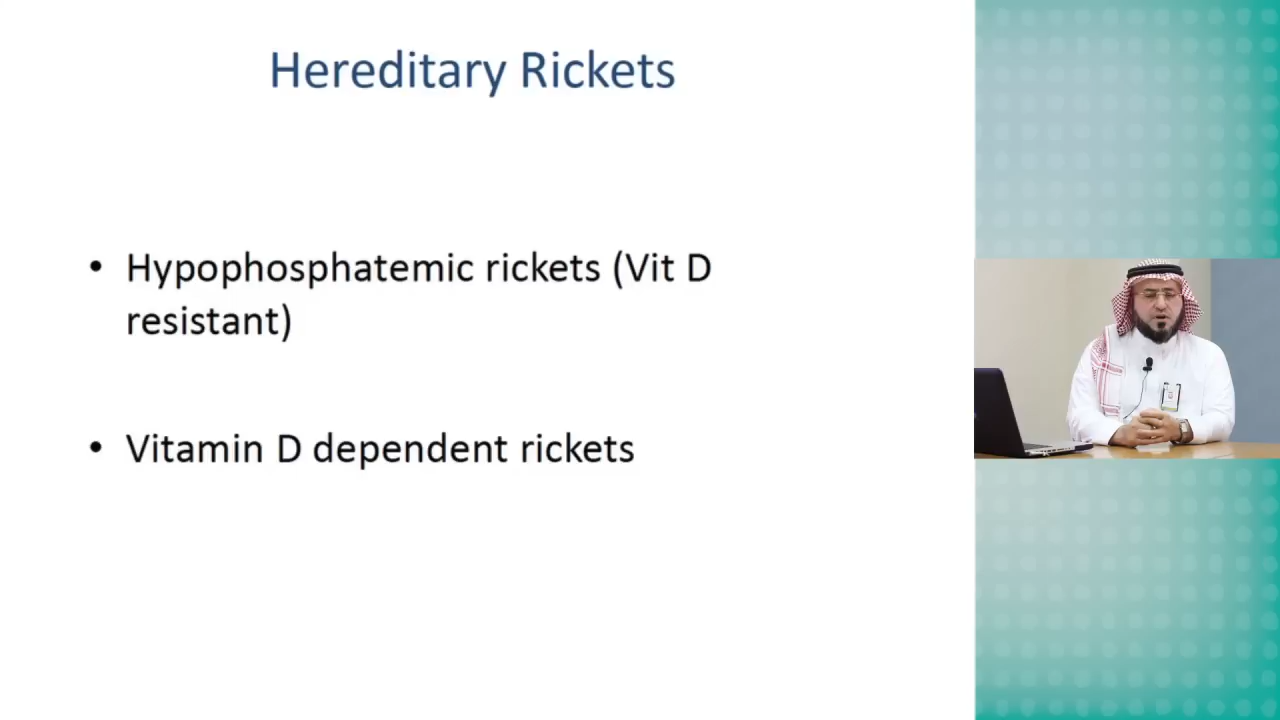 Hereditary Rickets
• Hypophosphatemic rickets (Vit D
resistant)
• Vitamin D dependent rickets